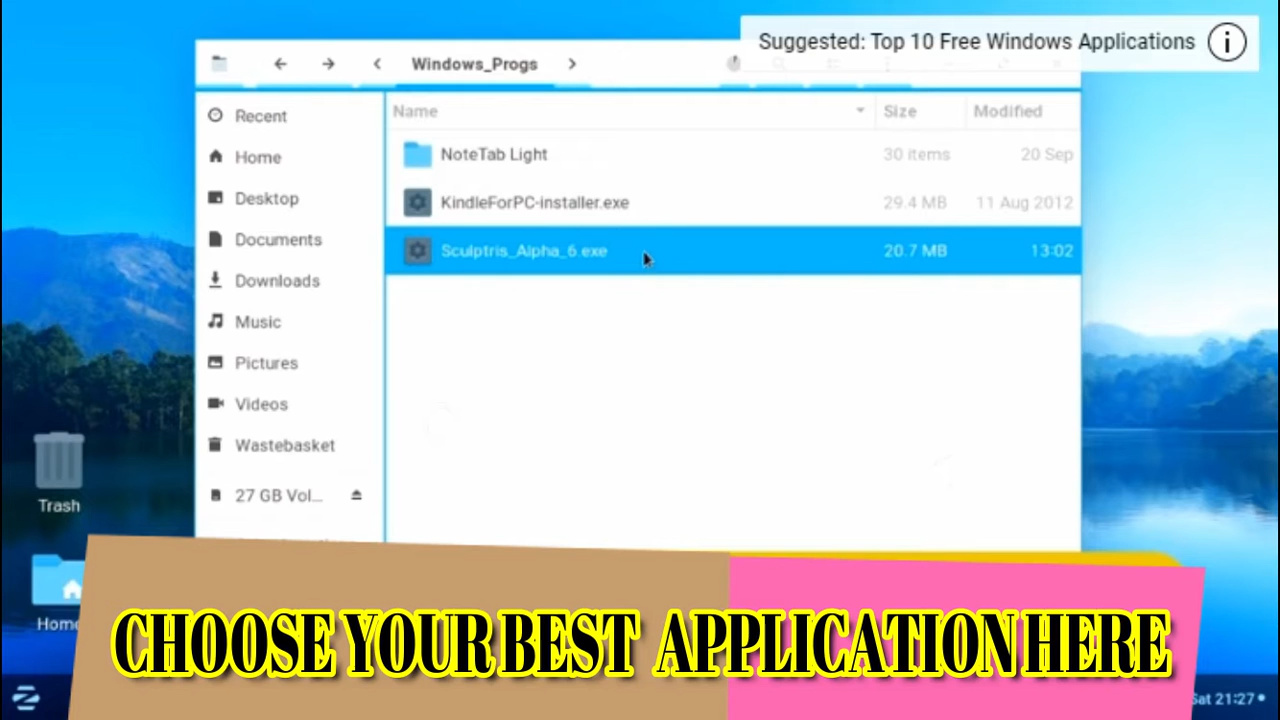 Suggested: Top 10 Free Windows Applications
Windows_Progs
Name Size Modified
Recent
Home
Desktop
Documents
Downloads
Music
Pictures
Videos
Wastebasket
27 GB Vol...
NoteTab Light 30 items 20 Sep
KindleForPC-installer.exe 29.4 MB 11 Aug 2012
Sculptris_Alpha_6.exe 20.7 MB 13:02
Trash
Home
CHOOSE YOUR BEST APPLICATION HERE
Sat 21:27